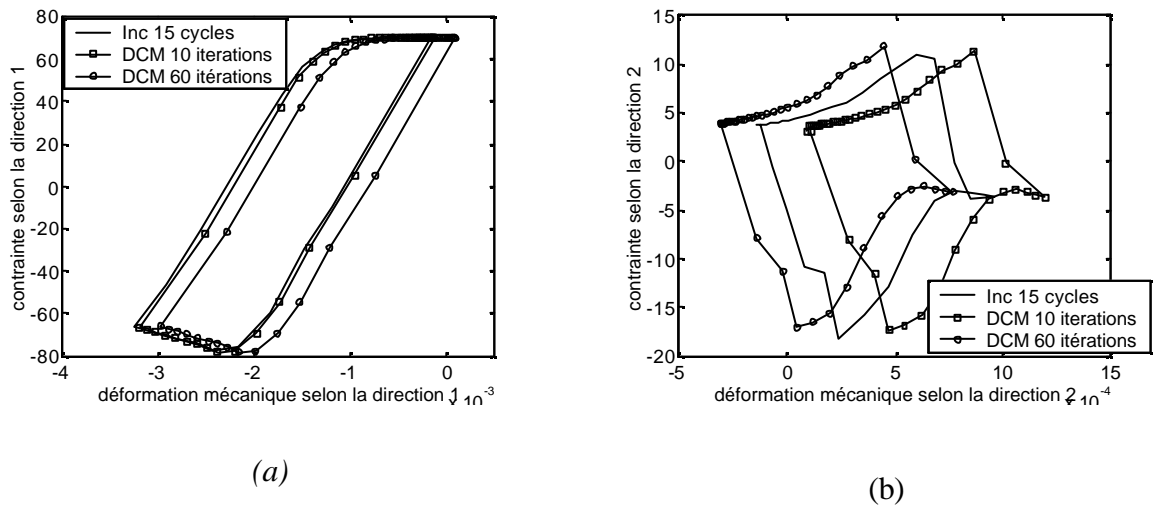 80
60
40
20
0
-20
-40
-60
-80
-4
-3
-2
-1
0
contrainte selon la direction 1
déformation mécanique selon la direction 1
x 10
-3
Inc 15 cycles
DCM 10 iterations
DCM 60 itérations
(a)
15
10
5
0
-5
-10
-15
-20
-5
0
5
10
15
contrainte selon la direction 2
déformation mécanique selon la direction 2
x 10
-4
Inc 15 cycles
DCM 10 iterations
DCM 60 itérations
(b)